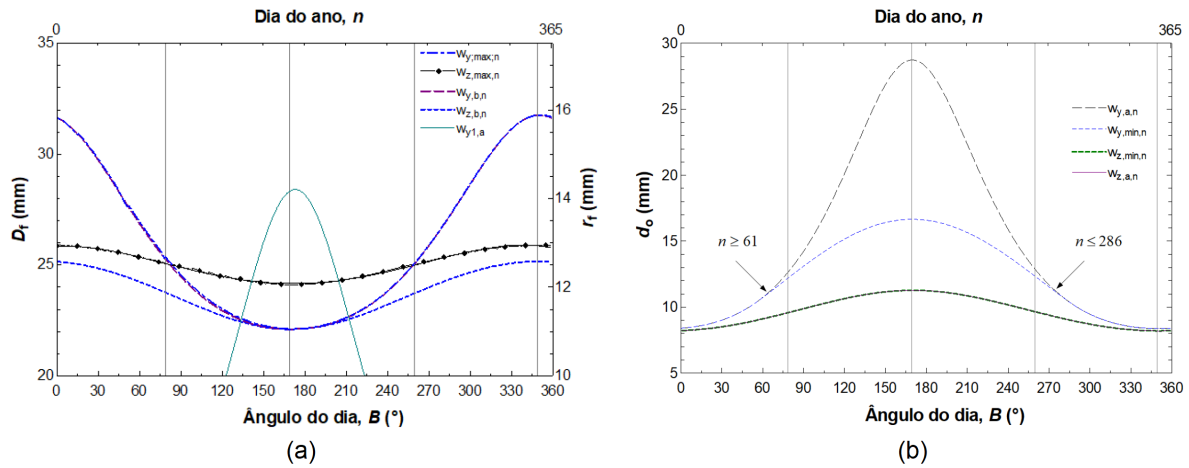 Dia do ano, n
0
365
35
30
25
20
D_f (mm)
16
14
12
10
r_f (mm)
w_y;max;n
w_z,max,n
w_y,b,n
w_z,b,n
w_y1,a
0 30 60 90 120 150 180 210 240 270 300 330 360
Ângulo do dia, B (°)
(a)
Dia do ano, n
0
365
30
25
20
15
10
5
d_o (mm)
w_y,a,n
w_y,min,n
w_z,min,n
w_z,a,n
n ≥ 61
n ≤ 286
0 30 60 90 120 150 180 210 240 270 300 330 360
Ângulo do dia, B (°)
(b)